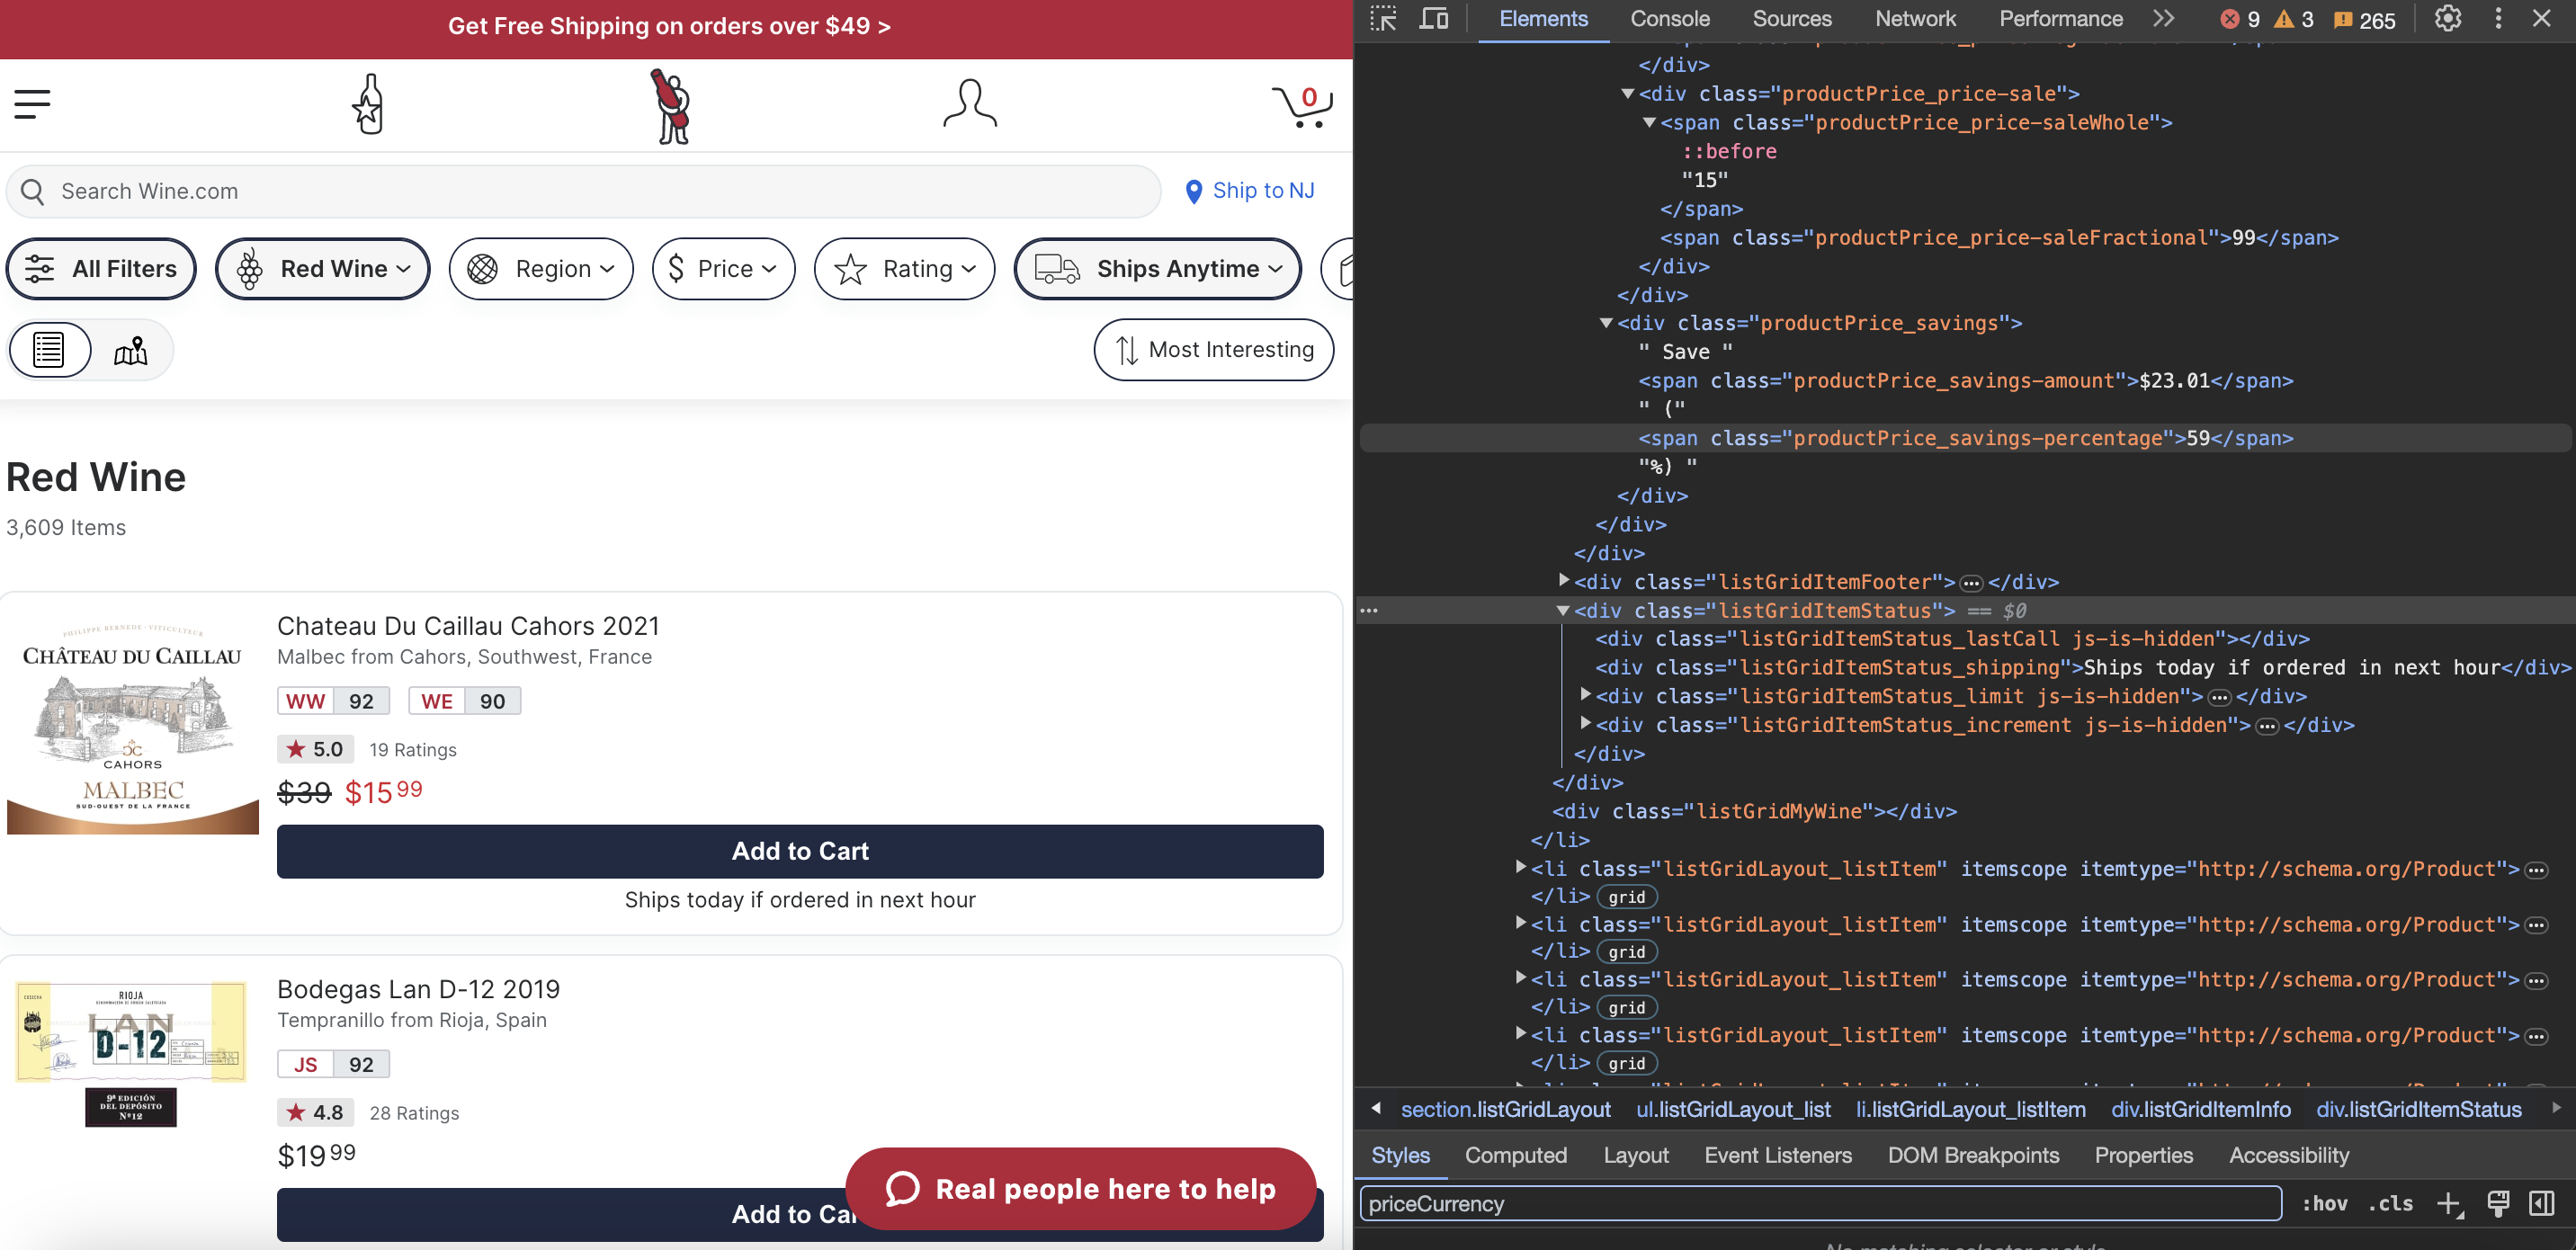 Get Free Shipping on orders over $49 >
0
Search Wine.com
Ship to NJ
All Filters
Red Wine
Region
$ Price
Rating
Ships Anytime
Most Interesting
Red Wine
3,609 Items
PHILIPPE BERNEDE · VITICULTEUR
CHÂTEAU DU CAILLAU
CAHORS
MALBEC
SUD-OUEST DE LA FRANCE
Chateau Du Caillau Cahors 2021
Malbec from Cahors, Southwest, France
WW 92 WE 90
5.0 19 Ratings
$39 $15 99
Add to Cart
Ships today if ordered in next hour
RIOJA
LAN
D-12
9ª EDICIÓN
DEL DEPÓSITO
Nº12
Bodegas Lan D-12 2019
Tempranillo from Rioja, Spain
JS 92
4.8 28 Ratings
$19 99
Add to Car
Real people here to help
Elements Console Sources Network Performance 9 3 265
</div>
<div class="productPrice_price-sale">
<span class="productPrice_price-saleWhole">
::before
"15"
</span>
<span class="productPrice_price-saleFractional">99</span>
</div>
</div>
<div class="productPrice_savings">
" Save "
<span class="productPrice_savings-amount">$23.01</span>
" ("
<span class="productPrice_savings-percentage">59</span>
"%) "
</div>
</div>
</div>
<div class="listGridItemFooter">…</div>
<div class="listGridItemStatus"> == $0
<div class="listGridItemStatus_lastCall js-is-hidden"></div>
<div class="listGridItemStatus_shipping">Ships today if ordered in next hour</div>
<div class="listGridItemStatus_limit js-is-hidden">…</div>
<div class="listGridItemStatus_increment js-is-hidden">…</div>
</div>
</div>
<div class="listGridMyWine"></div>
</li>
<li class="listGridLayout_listItem" itemscope itemtype="http://schema.org/Product">…
</li> grid
<li class="listGridLayout_listItem" itemscope itemtype="http://schema.org/Product">…
</li> grid
<li class="listGridLayout_listItem" itemscope itemtype="http://schema.org/Product">…
</li> grid
<li class="listGridLayout_listItem" itemscope itemtype="http://schema.org/Product">…
</li> grid
section.listGridLayout ul.listGridLayout_list li.listGridLayout_listItem div.listGridItemInfo div.listGridItemStatus
Styles Computed Layout Event Listeners DOM Breakpoints Properties Accessibility
priceCurrency :hov .cls